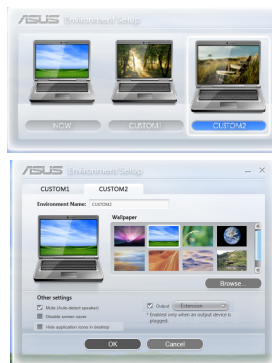 ASUS Environment Setup
NOW
CUSTOM1
CUSTOM2
ASUS Environment Setup
CUSTOM1 CUSTOM2
Environment Name: CUSTOM2
Wallpaper
Browse...
Other settings
Mute (Auto-detect speaker)
Disable screen saver
Hide application icons in desktop
Output Extension
* Enabled only when an output device is
plugged.
OK Cancel